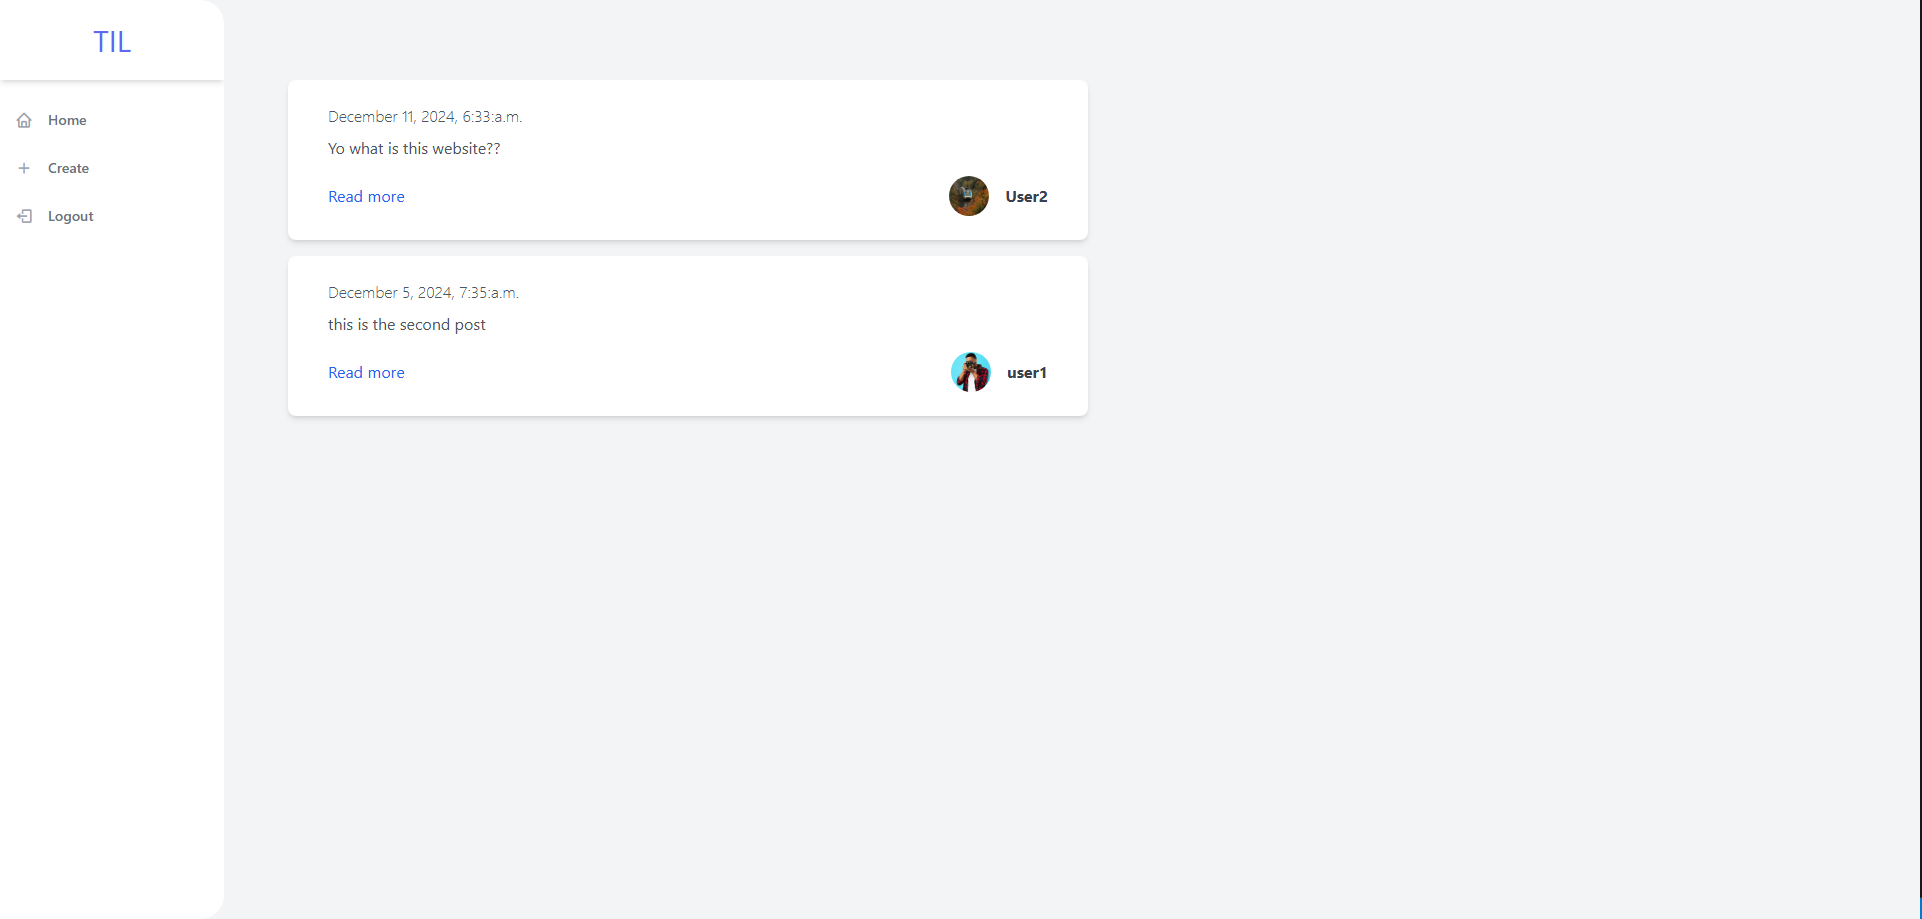 TIL
Home
Create
Logout
December 11, 2024, 6:33:a.m.
Yo what is this website??
Read more
User2
December 5, 2024, 7:35:a.m.
this is the second post
Read more
user1